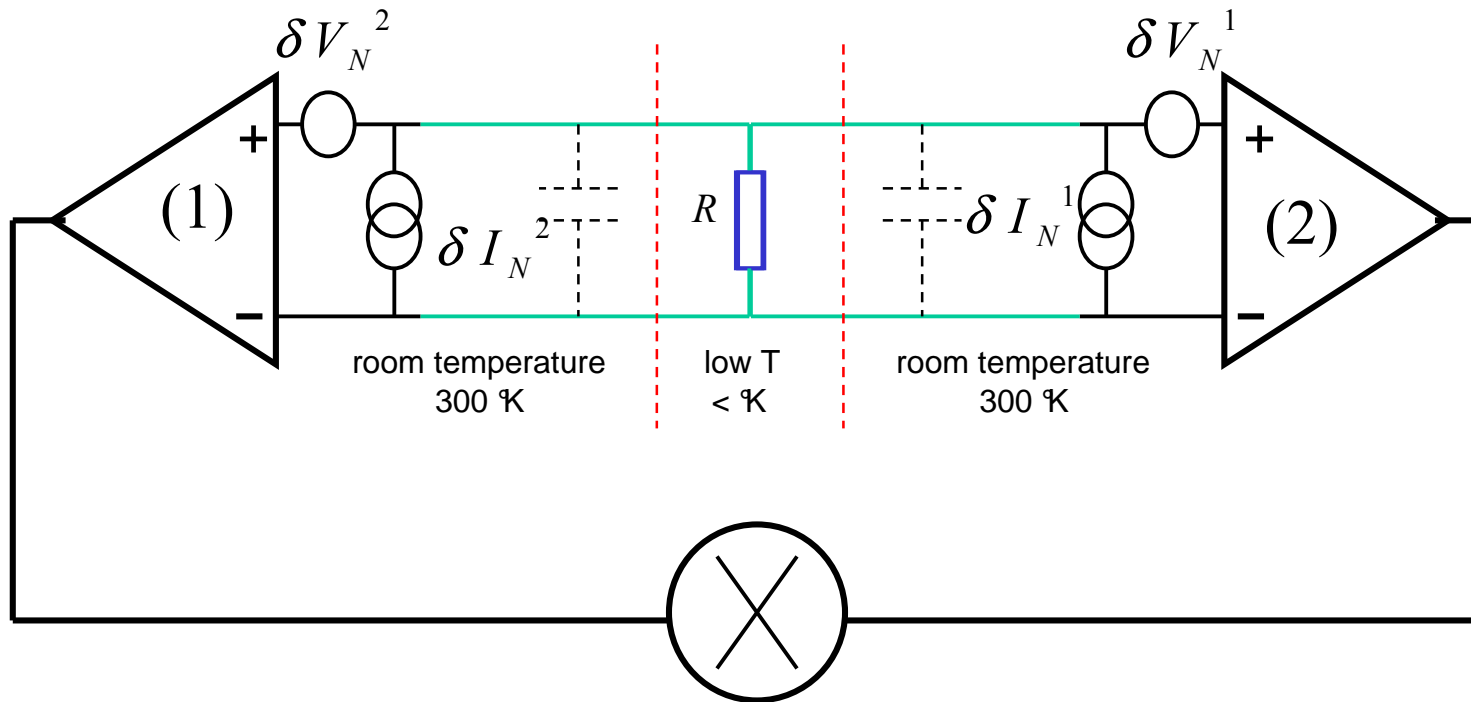 δV_N^2
δV_N^1
+
+
(1)
R
(2)
δI_N^2
δI_N^1
−
−
room temperature
300 °K
low T
< °K
room temperature
300 °K